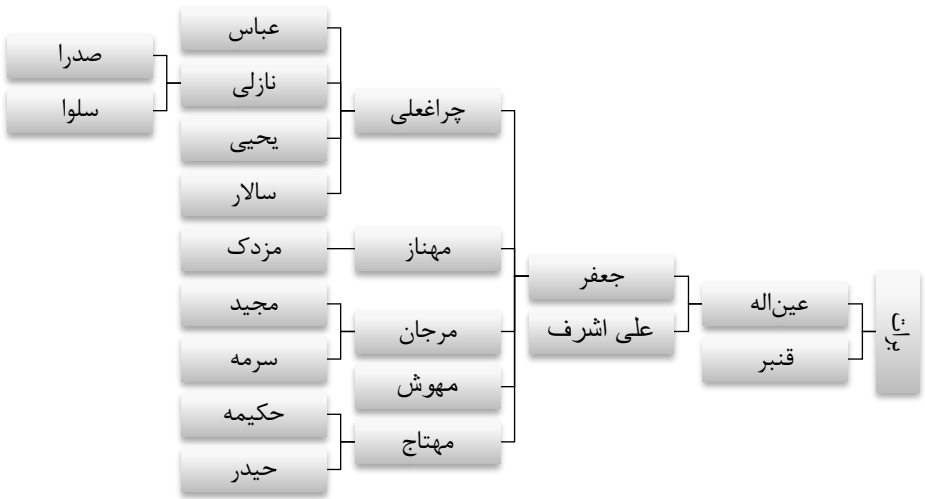 برات
عین‌اله
قنبر
جعفر
علی اشرف
چراغعلی
مهناز
مرجان
مهوش
مهتاج
عباس
نازلی
یحیی
سالار
مزدک
مجید
سرمه
حکیمه
حیدر
صدرا
سلوا